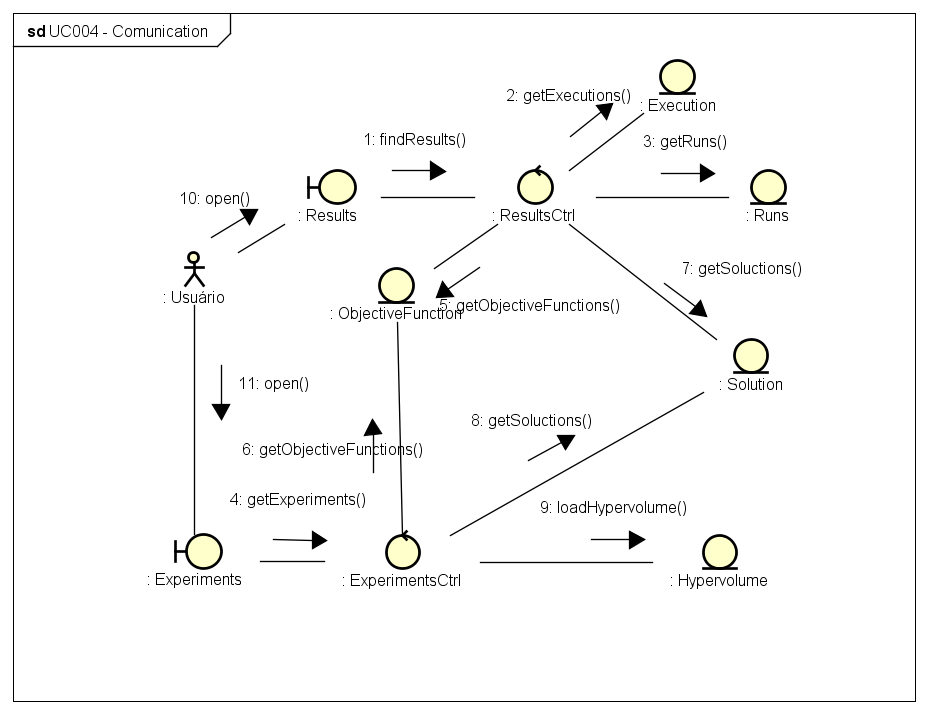 sd UC004 - Comunication
2: getExecutions()
: Execution
1: findResults()
3: getRuns()
10: open()
: Results
: ResultsCtrl
: Runs
7: getSoluctions()
: Usuário
5: getObjectiveFunctions()
: ObjectiveFunction
11: open()
: Solution
8: getSoluctions()
6: getObjectiveFunctions()
4: getExperiments()
9: loadHypervolume()
: Experiments
: ExperimentsCtrl
: Hypervolume